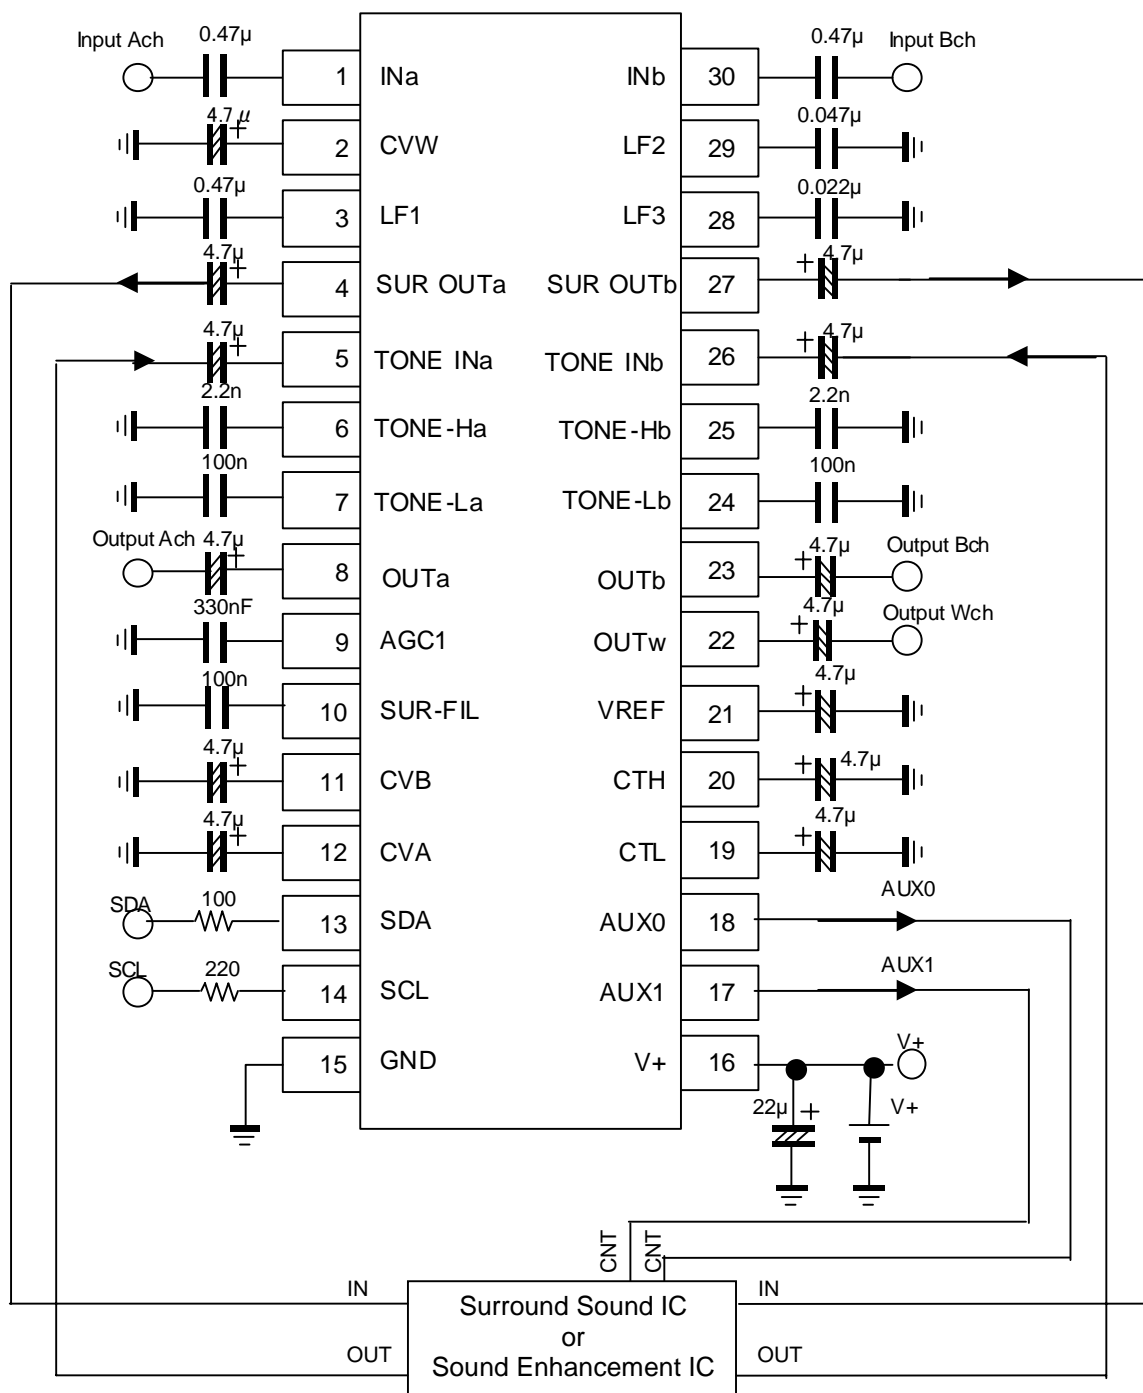 Input Ach
0.47μ
0.47μ
Input Bch
1
INa
INb
30
4.7 μ
+
0.047μ
2
CVW
LF2
29
0.47μ
0.022μ
3
LF1
LF3
28
4.7μ
+
+
4.7μ
4
SUR OUTa
SUR OUTb
27
4.7μ
+
+
4.7μ
5
TONE INa
TONE INb
26
2.2n
2.2n
6
TONE-Ha
TONE-Hb
25
100n
100n
7
TONE-La
TONE-Lb
24
Output Ach
4.7μ
+
+
4.7μ
Output Bch
8
OUTa
OUTb
23
330nF
+
4.7μ
Output Wch
9
AGC1
OUTw
22
100n
+
4.7μ
10
SUR-FIL
VREF
21
4.7μ
+
+
4.7μ
11
CVB
CTH
20
4.7μ
+
+
4.7μ
12
CVA
CTL
19
SDA
100
AUX0
13
SDA
AUX0
18
SCL
220
AUX1
14
SCL
AUX1
17
15
GND
V+
16
V+
22μ
+
V+
CNT
CNT
IN
IN
Surround Sound IC
or
Sound Enhancement IC
OUT
OUT